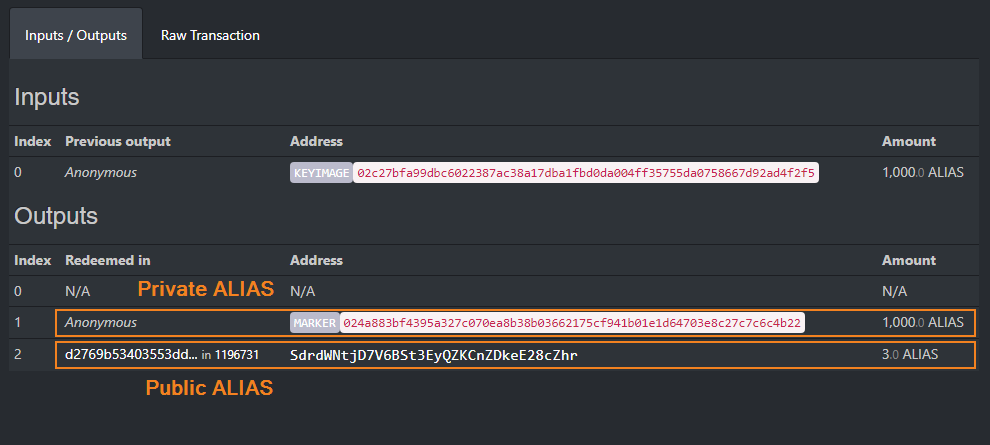 Inputs / Outputs Raw Transaction
Inputs
Index Previous output Address Amount
0 Anonymous KEYIMAGE 02c27bfa99dbc6022387ac38a17dba1fbd0da004ff35755da0758667d92ad4f2f5 1,000.0 ALIAS
Outputs
Index Redeemed in Address Amount
0 N/A Private ALIAS N/A N/A
1 Anonymous MARKER 024a883bf4395a327c070ea8b38b03662175cf941b01e1d64703e8c27c7c6c4b22 1,000.0 ALIAS
2 d2769b53403553dd... in 1196731 SdrdWNtjD7V6BSt3EyQZKCnZDkeE28cZhr 3.0 ALIAS
Public ALIAS